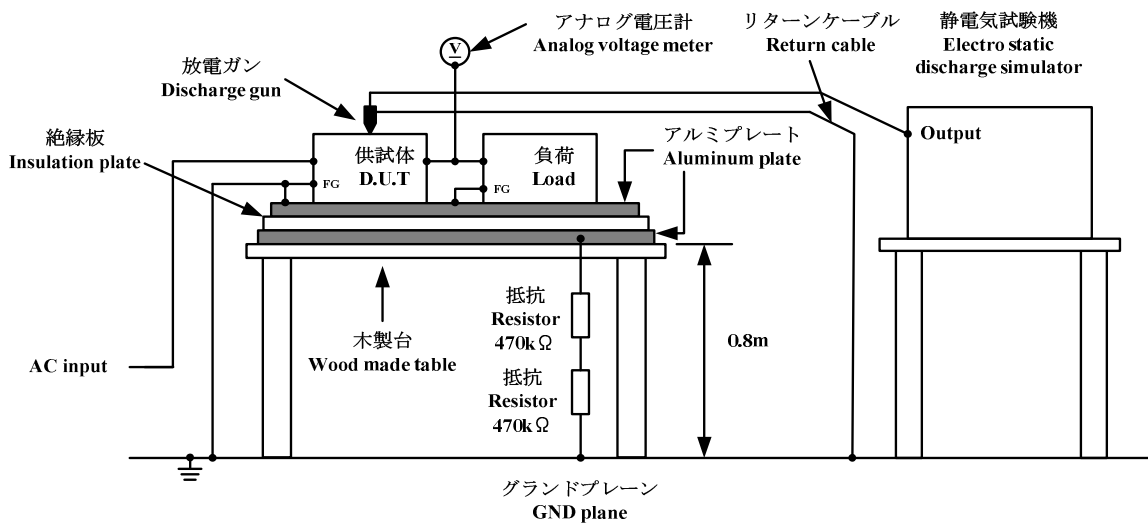 アナログ電圧計
Analog voltage meter
リターンケーブル
Return cable
静電気試験機
Electro static
discharge simulator
放電ガン
Discharge gun
V
絶縁板
Insulation plate
供試体
D.U.T
負荷
Load
アルミプレート
Aluminum plate
Output
FG
FG
抵抗
Resistor
470kΩ
木製台
Wood made table
0.8m
AC input
抵抗
Resistor
470kΩ
グランドプレーン
GND plane